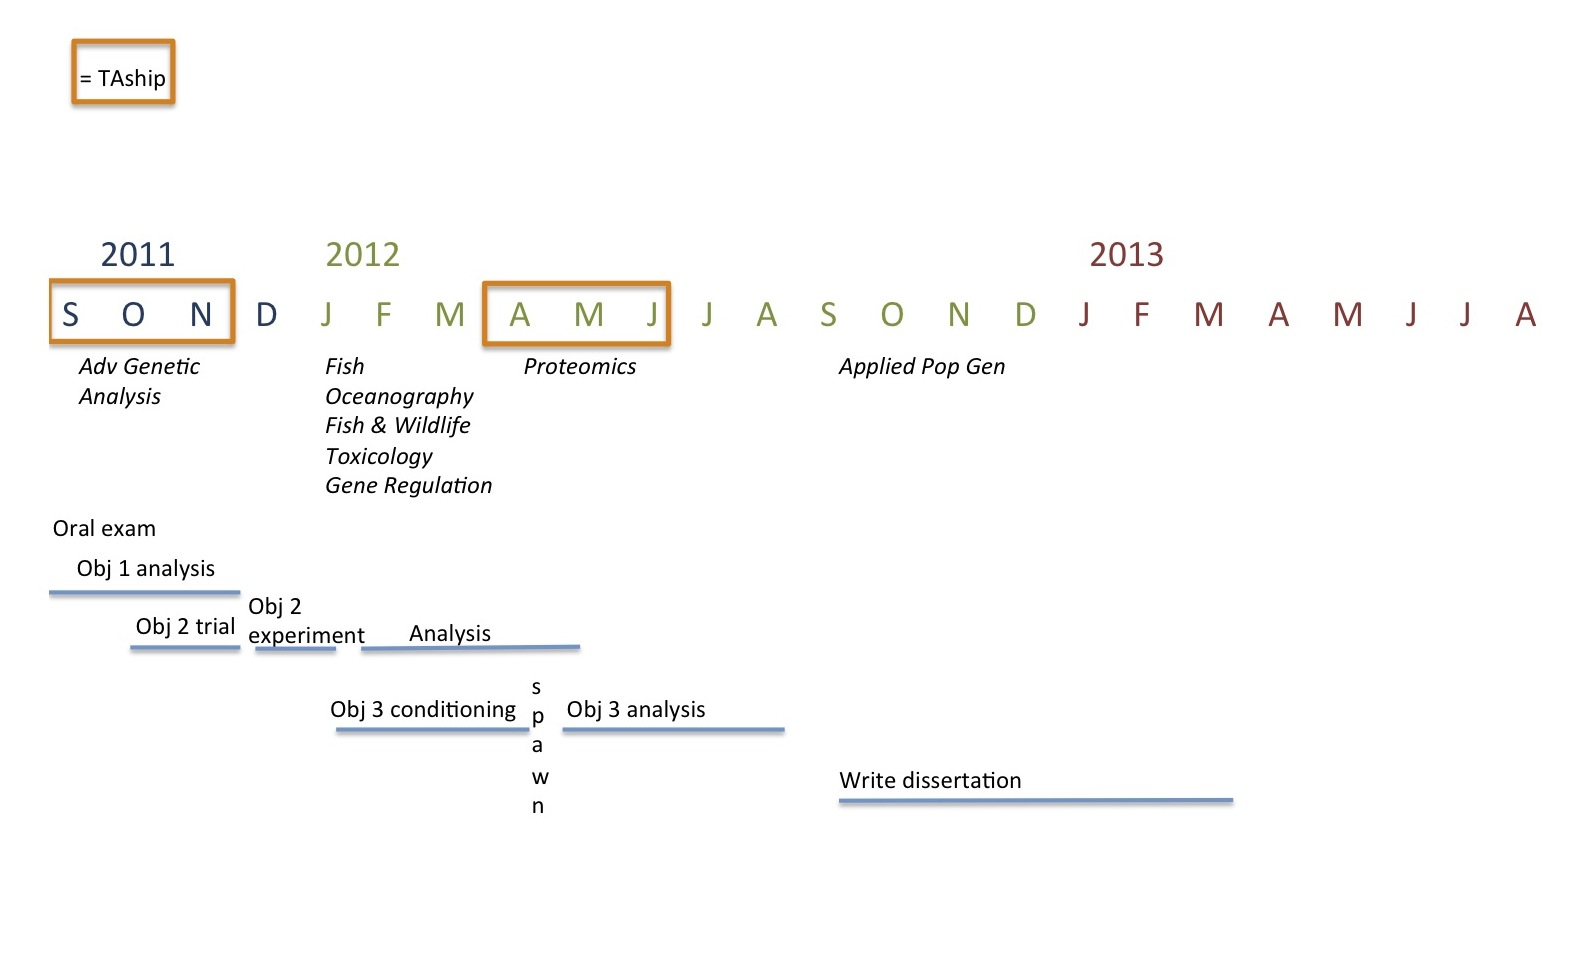 = TAship
2011 2012 2013
S O N D J F M A M J J A S O N D J F M A M J J A
Adv Genetic
Analysis
Fish
Oceanography
Fish & Wildlife
Toxicology
Gene Regulation
Proteomics
Applied Pop Gen
Oral exam
Obj 1 analysis
Obj 2 trial
Obj 2
experiment
Analysis
Obj 3 conditioning
s
p
a
w
n
Obj 3 analysis
Write dissertation